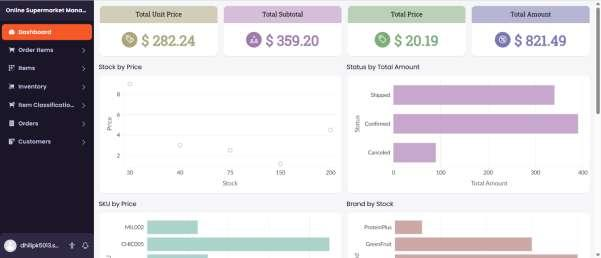 Online Supermarket Mana...
Dashboard
Order Items
Items
Inventory
Item Classificatio...
Orders
Customers
dhilipk5013.s...
Total Unit Price
$ 282.24
Total Subtotal
$ 359.20
Total Price
$ 20.19
Total Amount
$ 821.49
Stock by Price
Price
8
6
4
2
30
40
75
150
200
Stock
Status by Total Amount
Status
Shipped
Confirmed
Canceled
0
100
200
300
400
Total Amount
SKU by Price
MIL002
CHIC005
Brand by Stock
ProteinPlus
GreenFruit